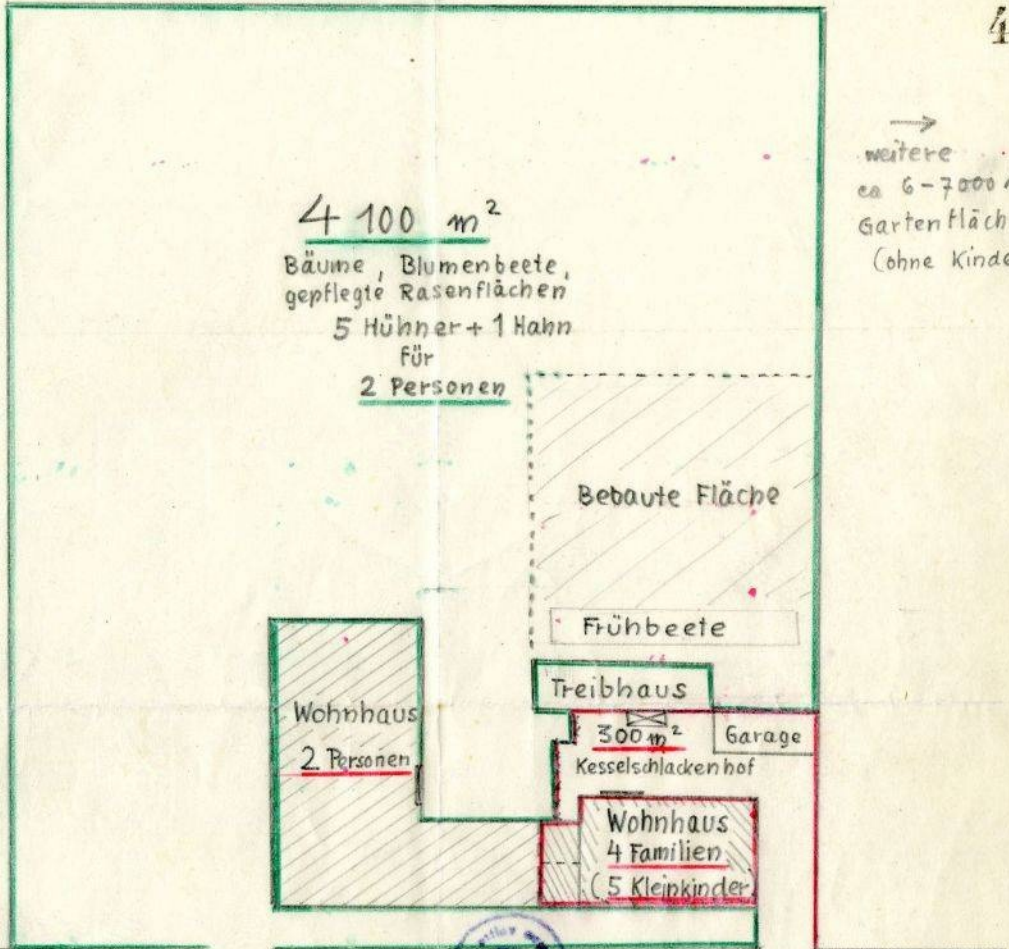 4
→
weitere
ca 6-7000
Gartenfläch
(ohne Kinde
4 100 m²
Bäume, Blumenbeete,
gepflegte Rasenflächen
5 Hühner + 1 Hahn
für
2 Personen
Bebaute Fläche
Frühbeete
Treibhaus
Wohnhaus
2 Personen
300 m²
Garage
Kesselschlackenhof
Wohnhaus
4 Familien
(5 Kleinkinder)